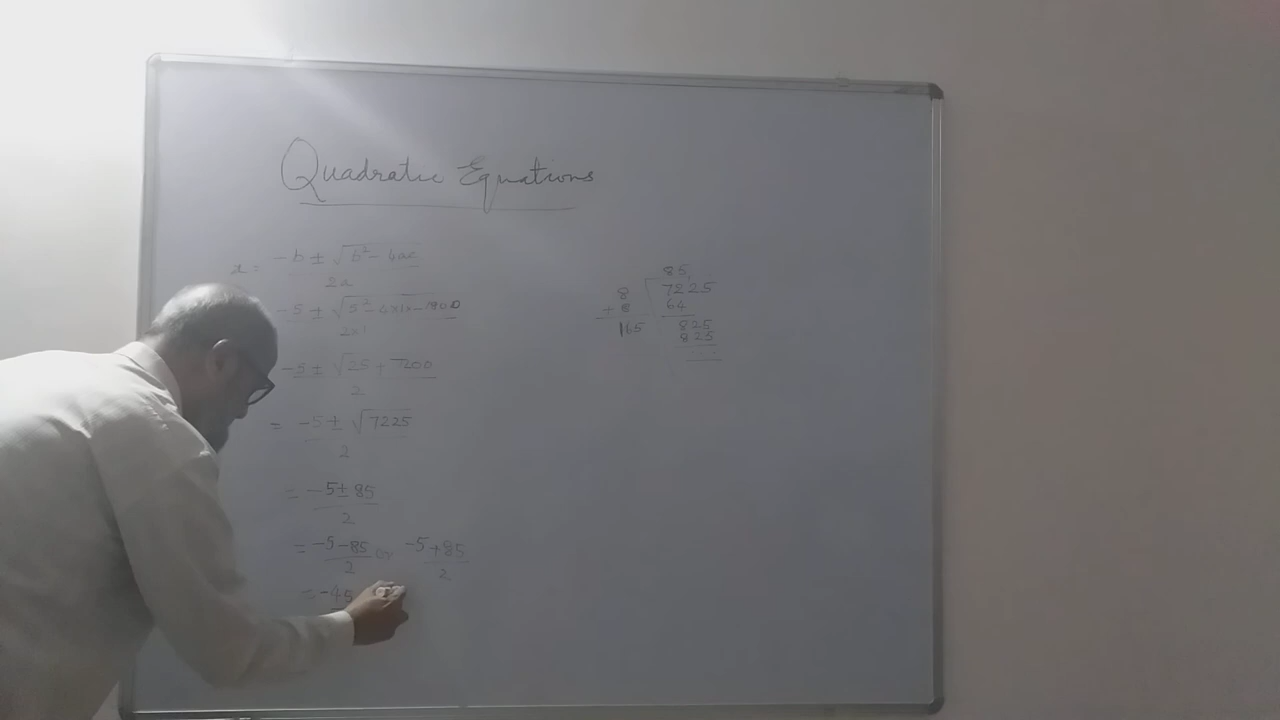 Quadratic Equations
x = -b ± √b² - 4ac
2a
-5 ± √5² - 4×1×-1800
2×1
-5 ± √25 + 7200
2
= -5 ± √7225
2
= -5 ± 85
2
= -5-85 or -5+85
2 2
= -45
85
8 7225
+8 64
165 825
825